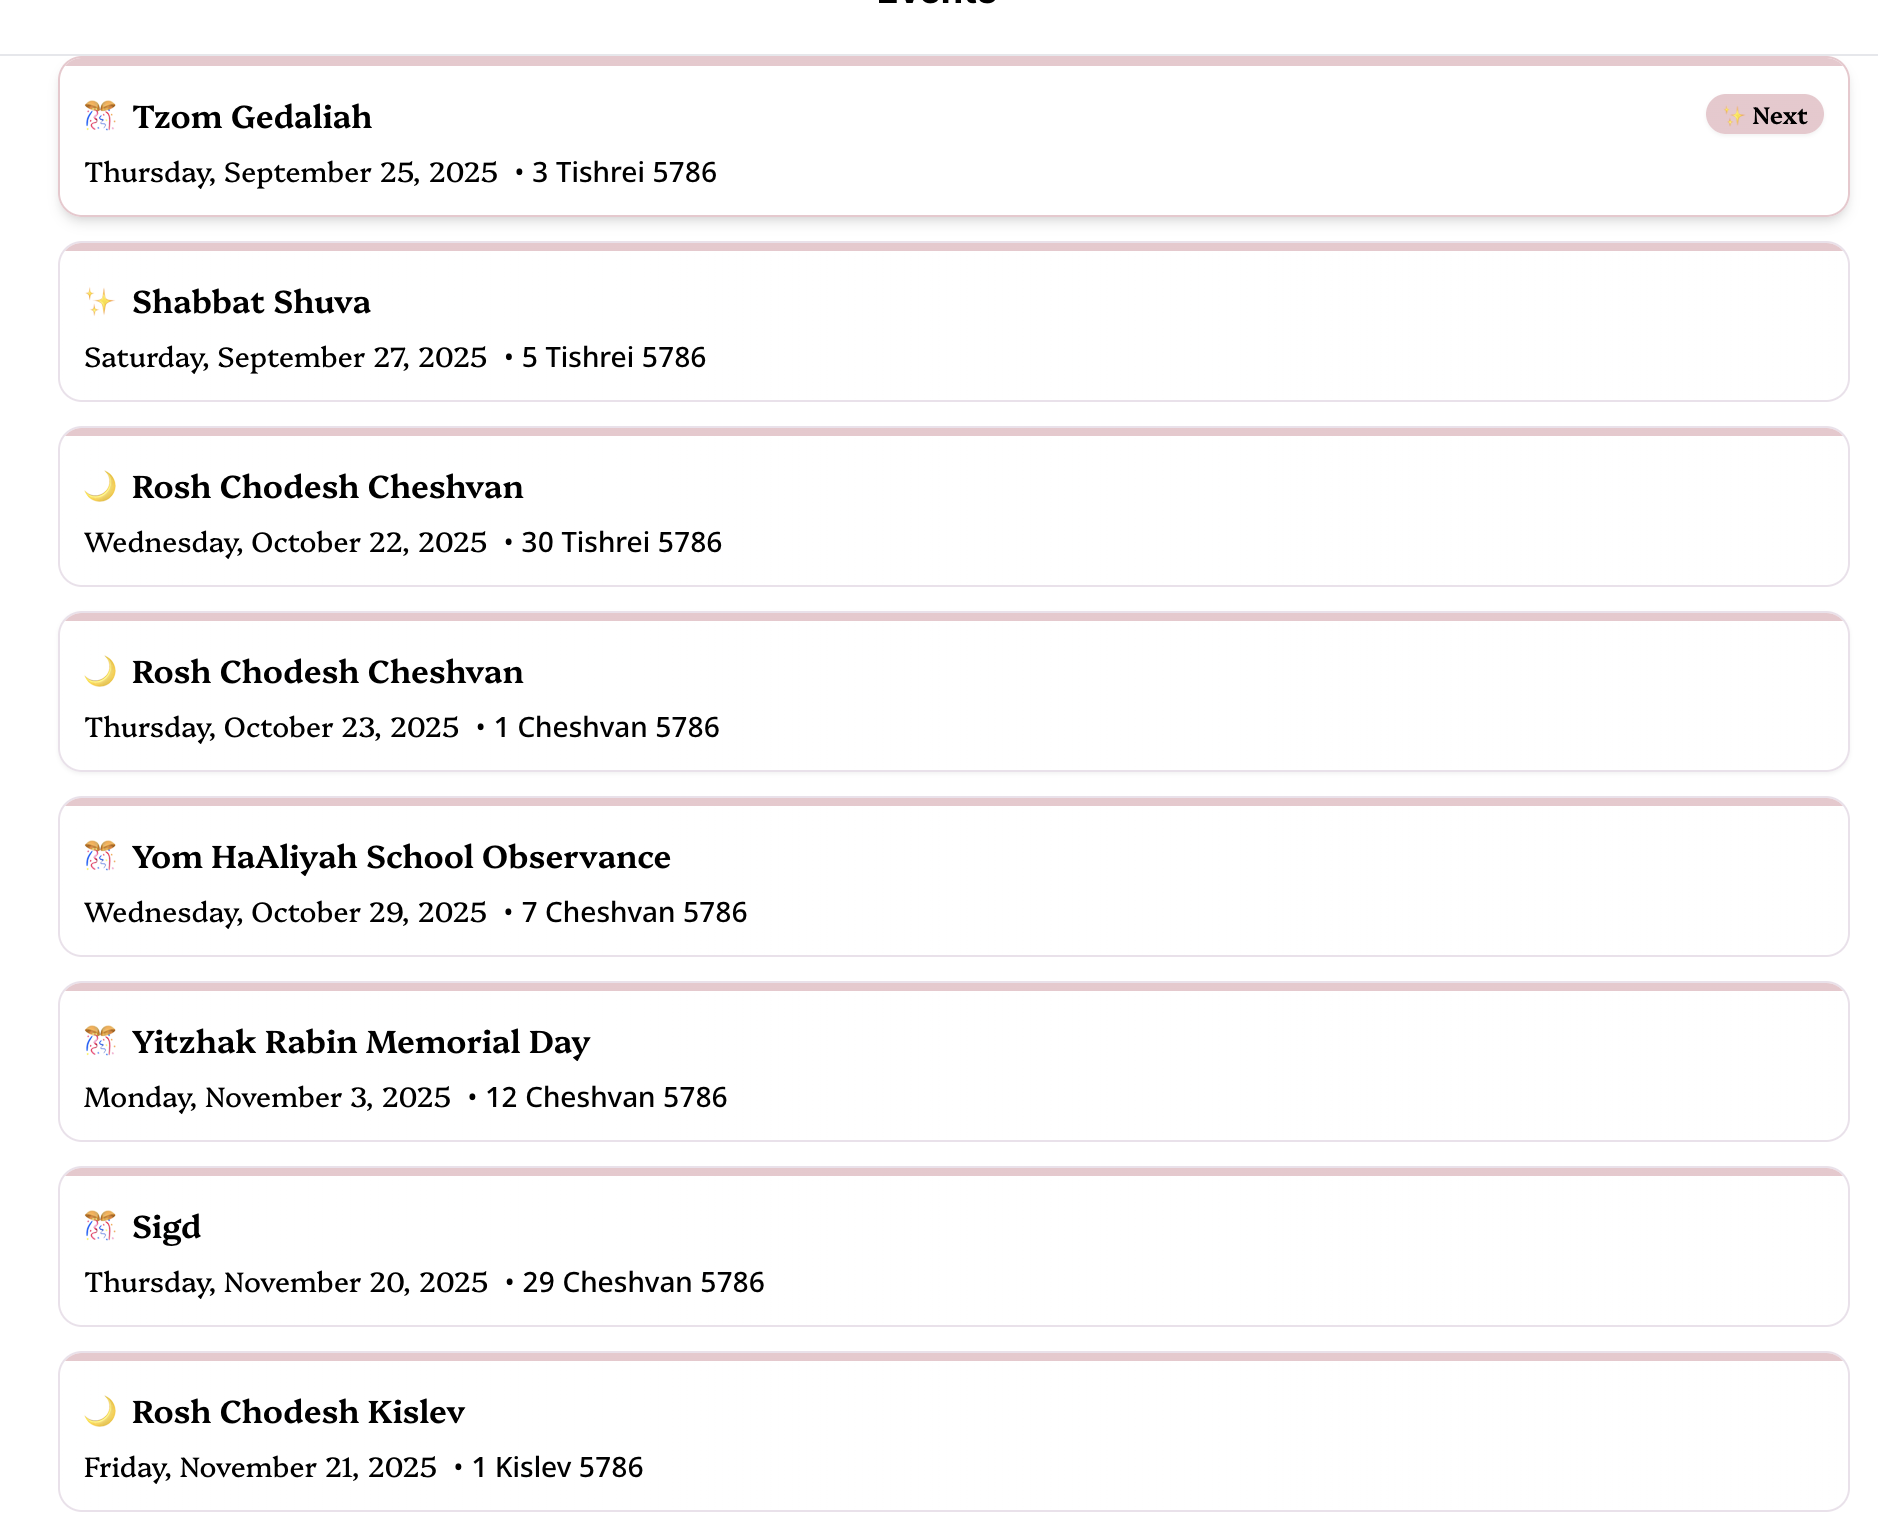 Events
Tzom Gedaliah
Next
Thursday, September 25, 2025 • 3 Tishrei 5786
Shabbat Shuva
Saturday, September 27, 2025 • 5 Tishrei 5786
Rosh Chodesh Cheshvan
Wednesday, October 22, 2025 • 30 Tishrei 5786
Rosh Chodesh Cheshvan
Thursday, October 23, 2025 • 1 Cheshvan 5786
Yom HaAliyah School Observance
Wednesday, October 29, 2025 • 7 Cheshvan 5786
Yitzhak Rabin Memorial Day
Monday, November 3, 2025 • 12 Cheshvan 5786
Sigd
Thursday, November 20, 2025 • 29 Cheshvan 5786
Rosh Chodesh Kislev
Friday, November 21, 2025 • 1 Kislev 5786